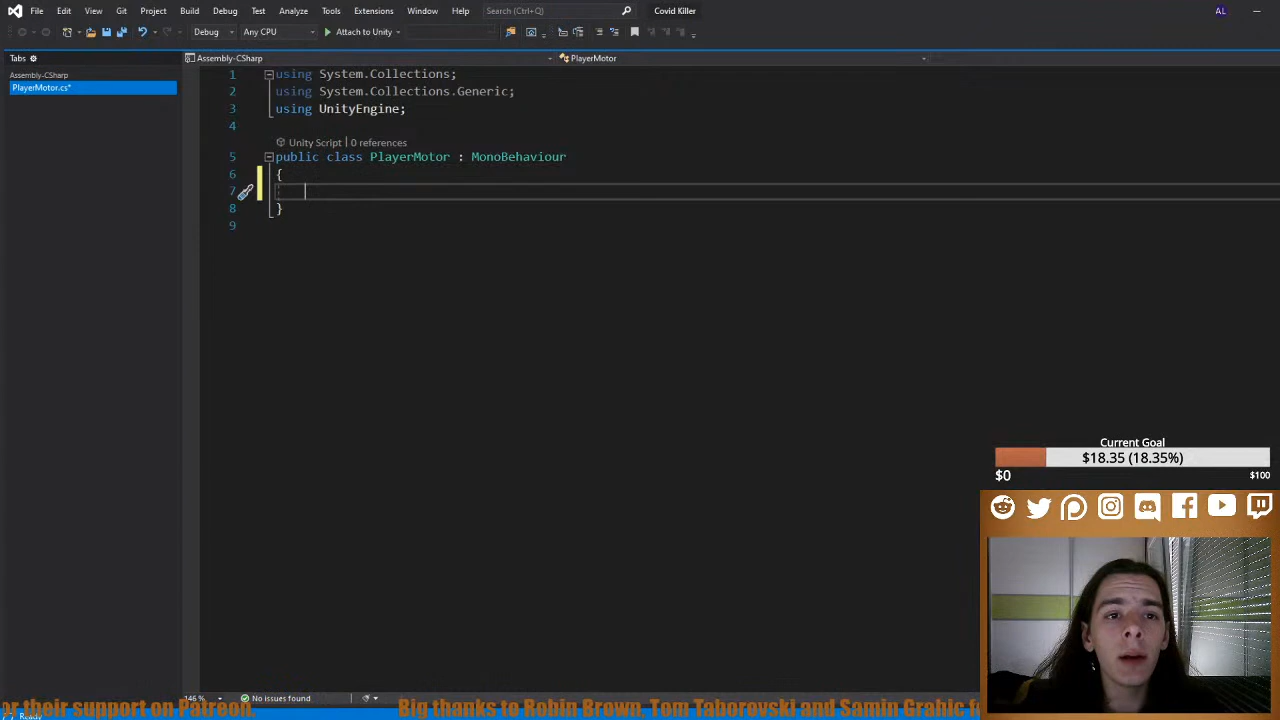 File Edit View Git Project Build Debug Test Analyze Tools Extensions Window Help Search (Ctrl+Q) Covid Killer AL
Debug Any CPU Attach to Unity
Tabs
Assembly-CSharp
PlayerMotor.cs*
Assembly-CSharp PlayerMotor
1 using System.Collections;
2 using System.Collections.Generic;
3 using UnityEngine;
4
Unity Script | 0 references
5 public class PlayerMotor : MonoBehaviour
6 {
7
8 }
9
Current Goal
$18.35 (18.35%)
$0 $100
146 % No issues found
or their support on Patreon. Big thanks to Robin Brown, Tom Taborovski and Samin Grahic f
Ready